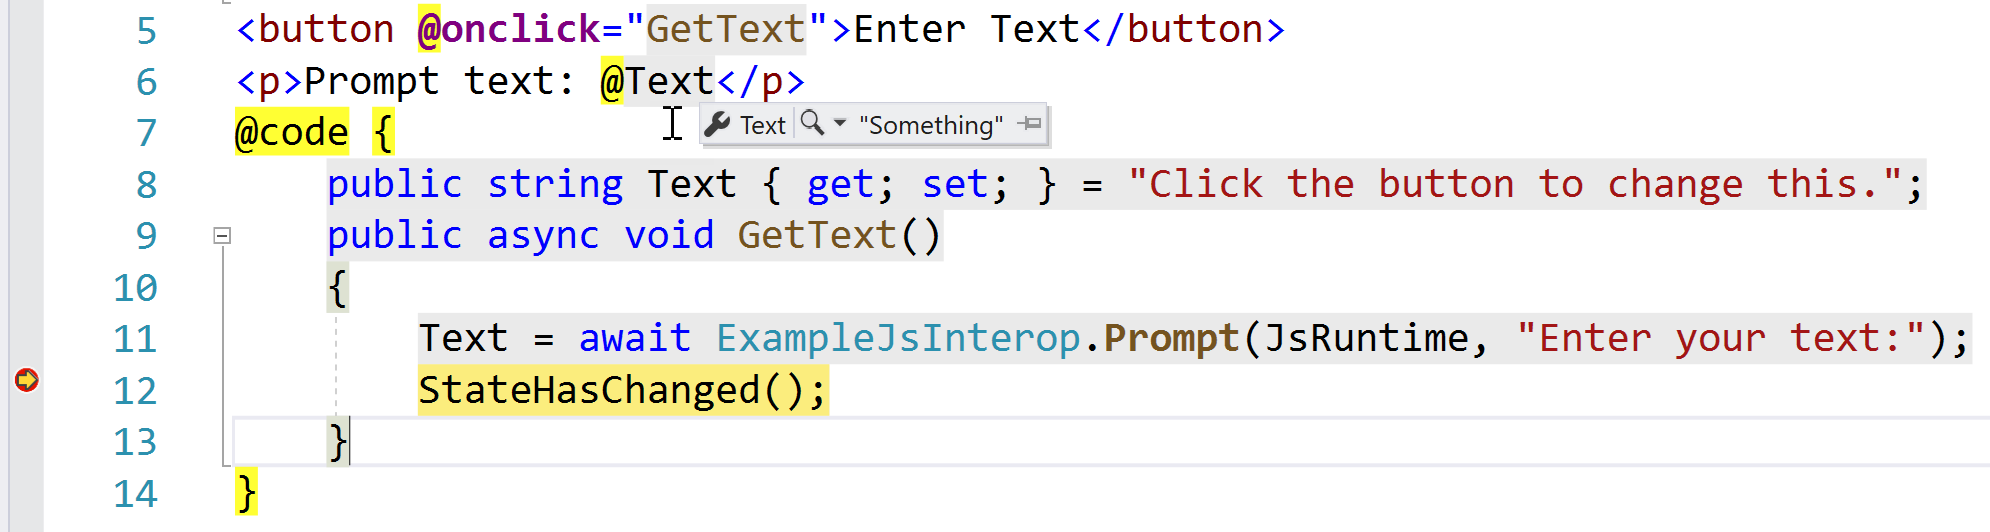 5 <button @onclick="GetText">Enter Text</button>
6 <p>Prompt text: @Text</p>
Text "Something"
7 @code {
8 public string Text { get; set; } = "Click the button to change this.";
9 public async void GetText()
10 {
11 Text = await ExampleJsInterop.Prompt(JsRuntime, "Enter your text:");
12 StateHasChanged();
13 }
14 }